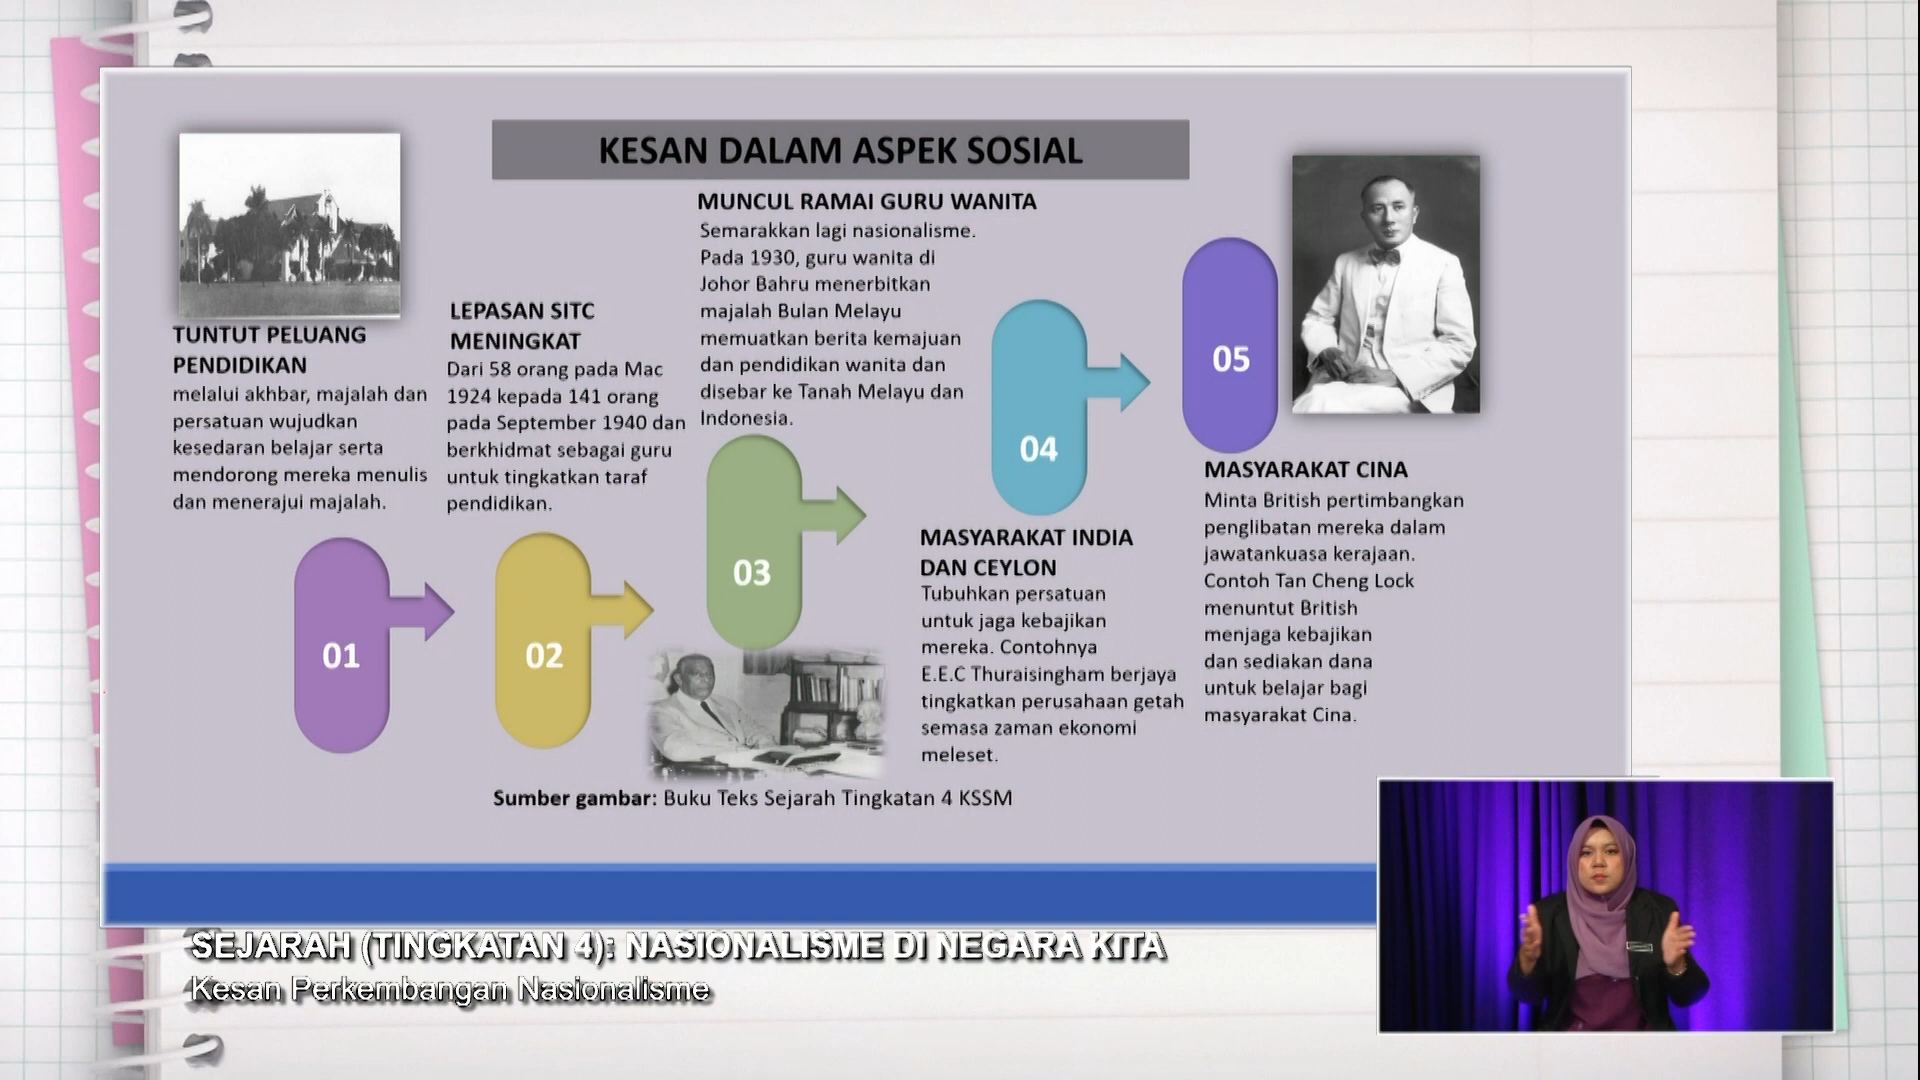 KESAN DALAM ASPEK SOSIAL
TUNTUT PELUANG
PENDIDIKAN
melalui akhbar, majalah dan
persatuan wujudkan
kesedaran belajar serta
mendorong mereka menulis
dan menerajui majalah.
01
LEPASAN SITC
MENINGKAT
Dari 58 orang pada Mac
1924 kepada 141 orang
pada September 1940 dan
berkhidmat sebagai guru
untuk tingkatkan taraf
pendidikan.
02
MUNCUL RAMAI GURU WANITA
Semarakkan lagi nasionalisme.
Pada 1930, guru wanita di
Johor Bahru menerbitkan
majalah Bulan Melayu
memuatkan berita kemajuan
dan pendidikan wanita dan
disebar ke Tanah Melayu dan
Indonesia.
03
04
MASYARAKAT INDIA
DAN CEYLON
Tubuhkan persatuan
untuk jaga kebajikan
mereka. Contohnya
E.E.C Thuraisingham berjaya
tingkatkan perusahaan getah
semasa zaman ekonomi
meleset.
05
MASYARAKAT CINA
Minta British pertimbangkan
penglibatan mereka dalam
jawatankuasa kerajaan.
Contoh Tan Cheng Lock
menuntut British
menjaga kebajikan
dan sediakan dana
untuk belajar bagi
masyarakat Cina.
Sumber gambar: Buku Teks Sejarah Tingkatan 4 KSSM
SEJARAH (TINGKATAN 4): NASIONALISME DI NEGARA KITA
Kesan Perkembangan Nasionalisme